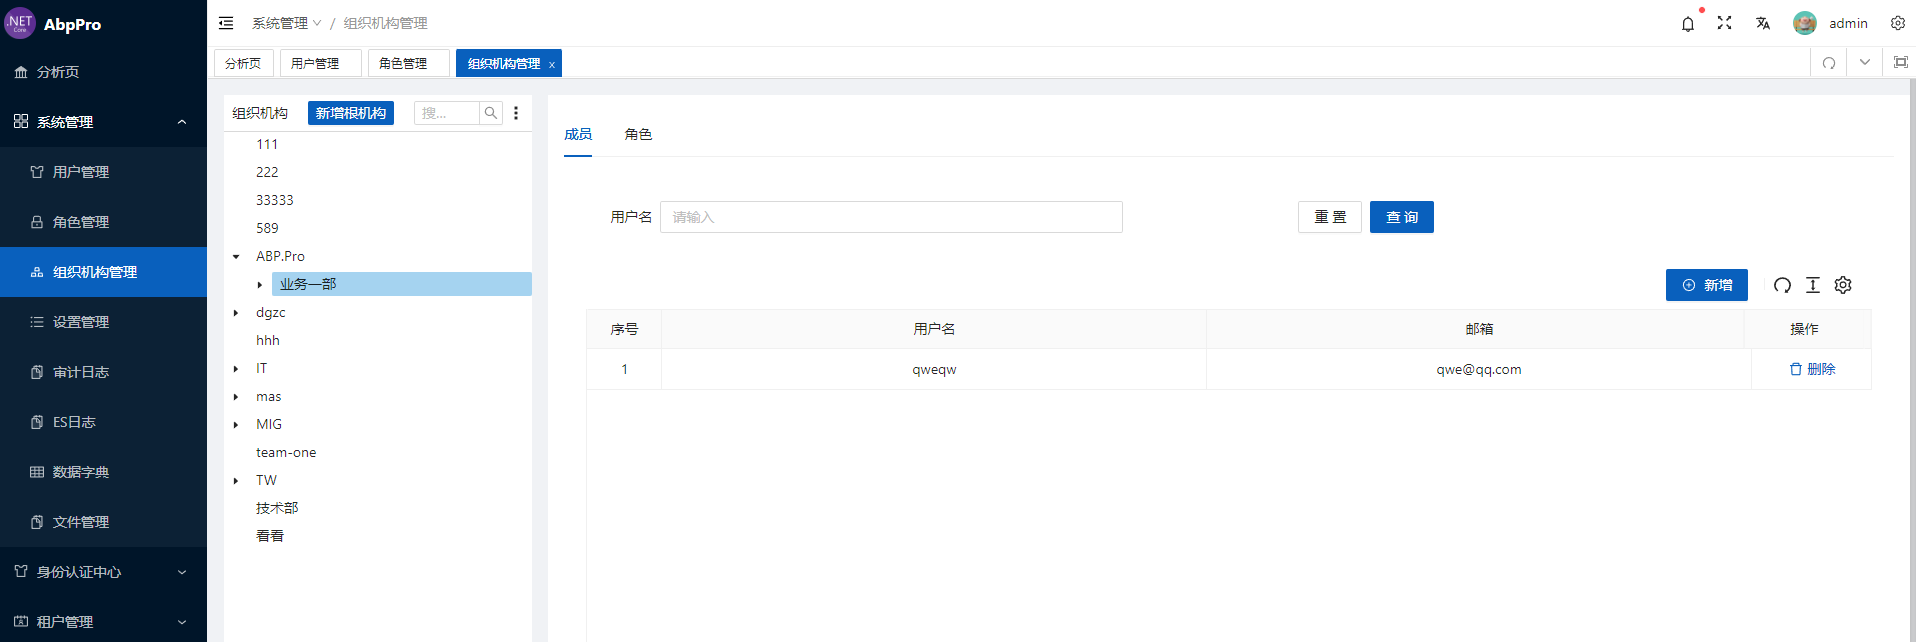 .NET
Core
AbpPro
分析页
系统管理
用户管理
角色管理
组织机构管理
设置管理
审计日志
ES日志
数据字典
文件管理
身份认证中心
租户管理
系统管理 / 组织机构管理
admin
分析页
用户管理
角色管理
组织机构管理 x
组织机构 新增根机构 搜...
111
222
33333
589
ABP.Pro
业务一部
dgzc
hhh
IT
mas
MIG
team-one
TW
技术部
看看
成员 角色
用户名 请输入 重置 查询
新增
序号 用户名 邮箱 操作
1 qweqw qwe@qq.com 删除